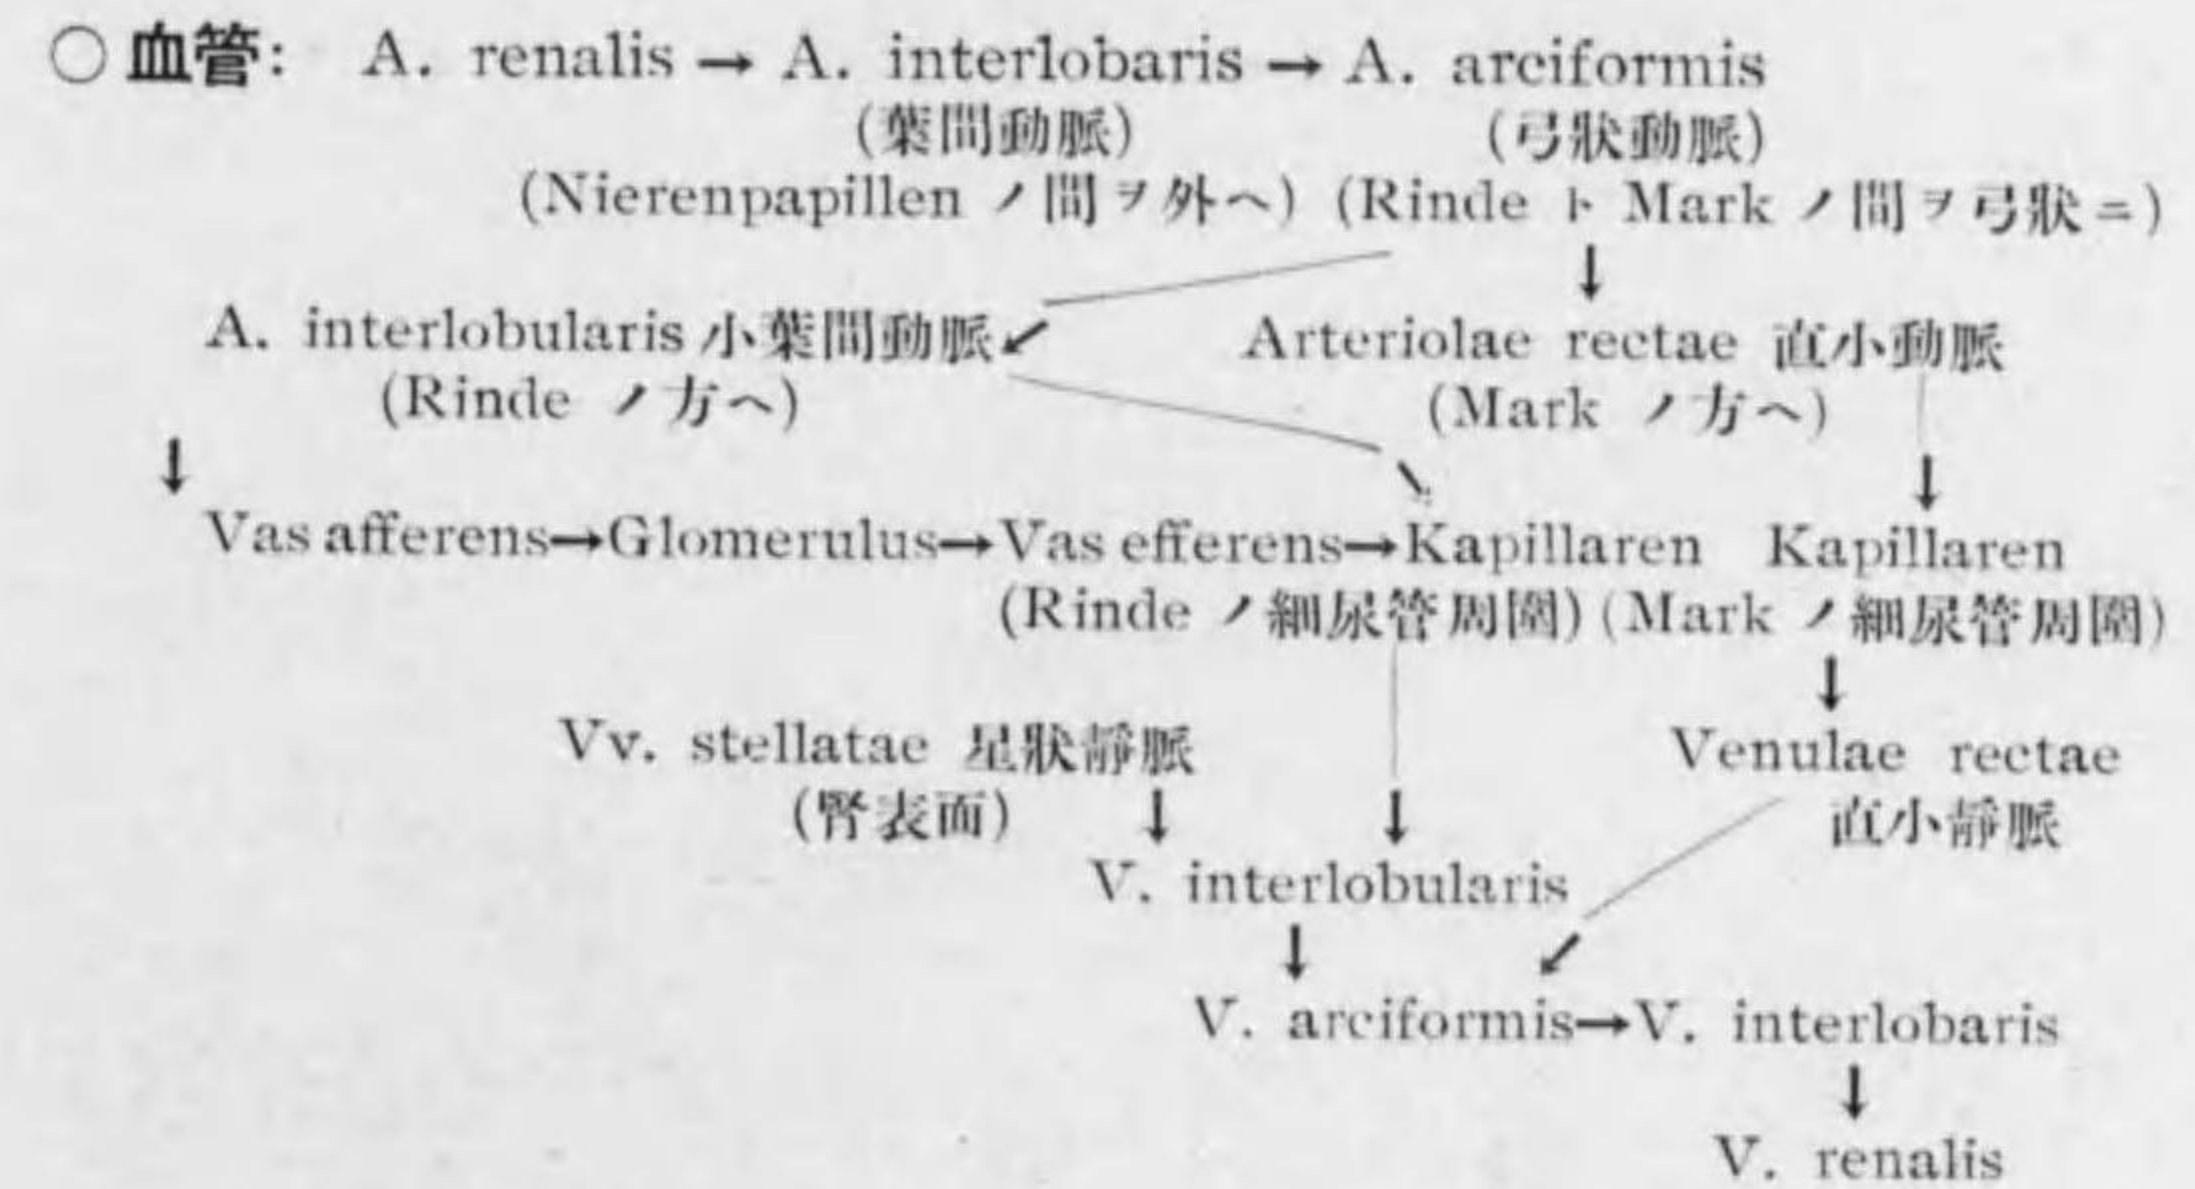 ○血管: A. renalis → A. interlobaris → A. arciformis
(葉間動脈) (弓狀動脈)
(Nierenpapillen ノ間ヲ外ヘ) (Rinde ト Mark ノ間ヲ弓狀ニ)
↓
A. interlobularis 小葉間動脈↙ Arteriolae rectae 直小動脈
(Rinde ノ方ヘ) (Mark ノ方ヘ)
↓ ↘ ↓
Vas afferens→Glomerulus→Vas efferens→Kapillaren Kapillaren
(Rinde ノ細尿管周圍) (Mark ノ細尿管周圍)
↓
Vv. stellatae 星狀靜脈 Venulae rectae
(腎表面) ↓ ↓ 直小靜脈
V. interlobularis
↓ ↙
V. arciformis→V. interlobaris
↓
V. renalis